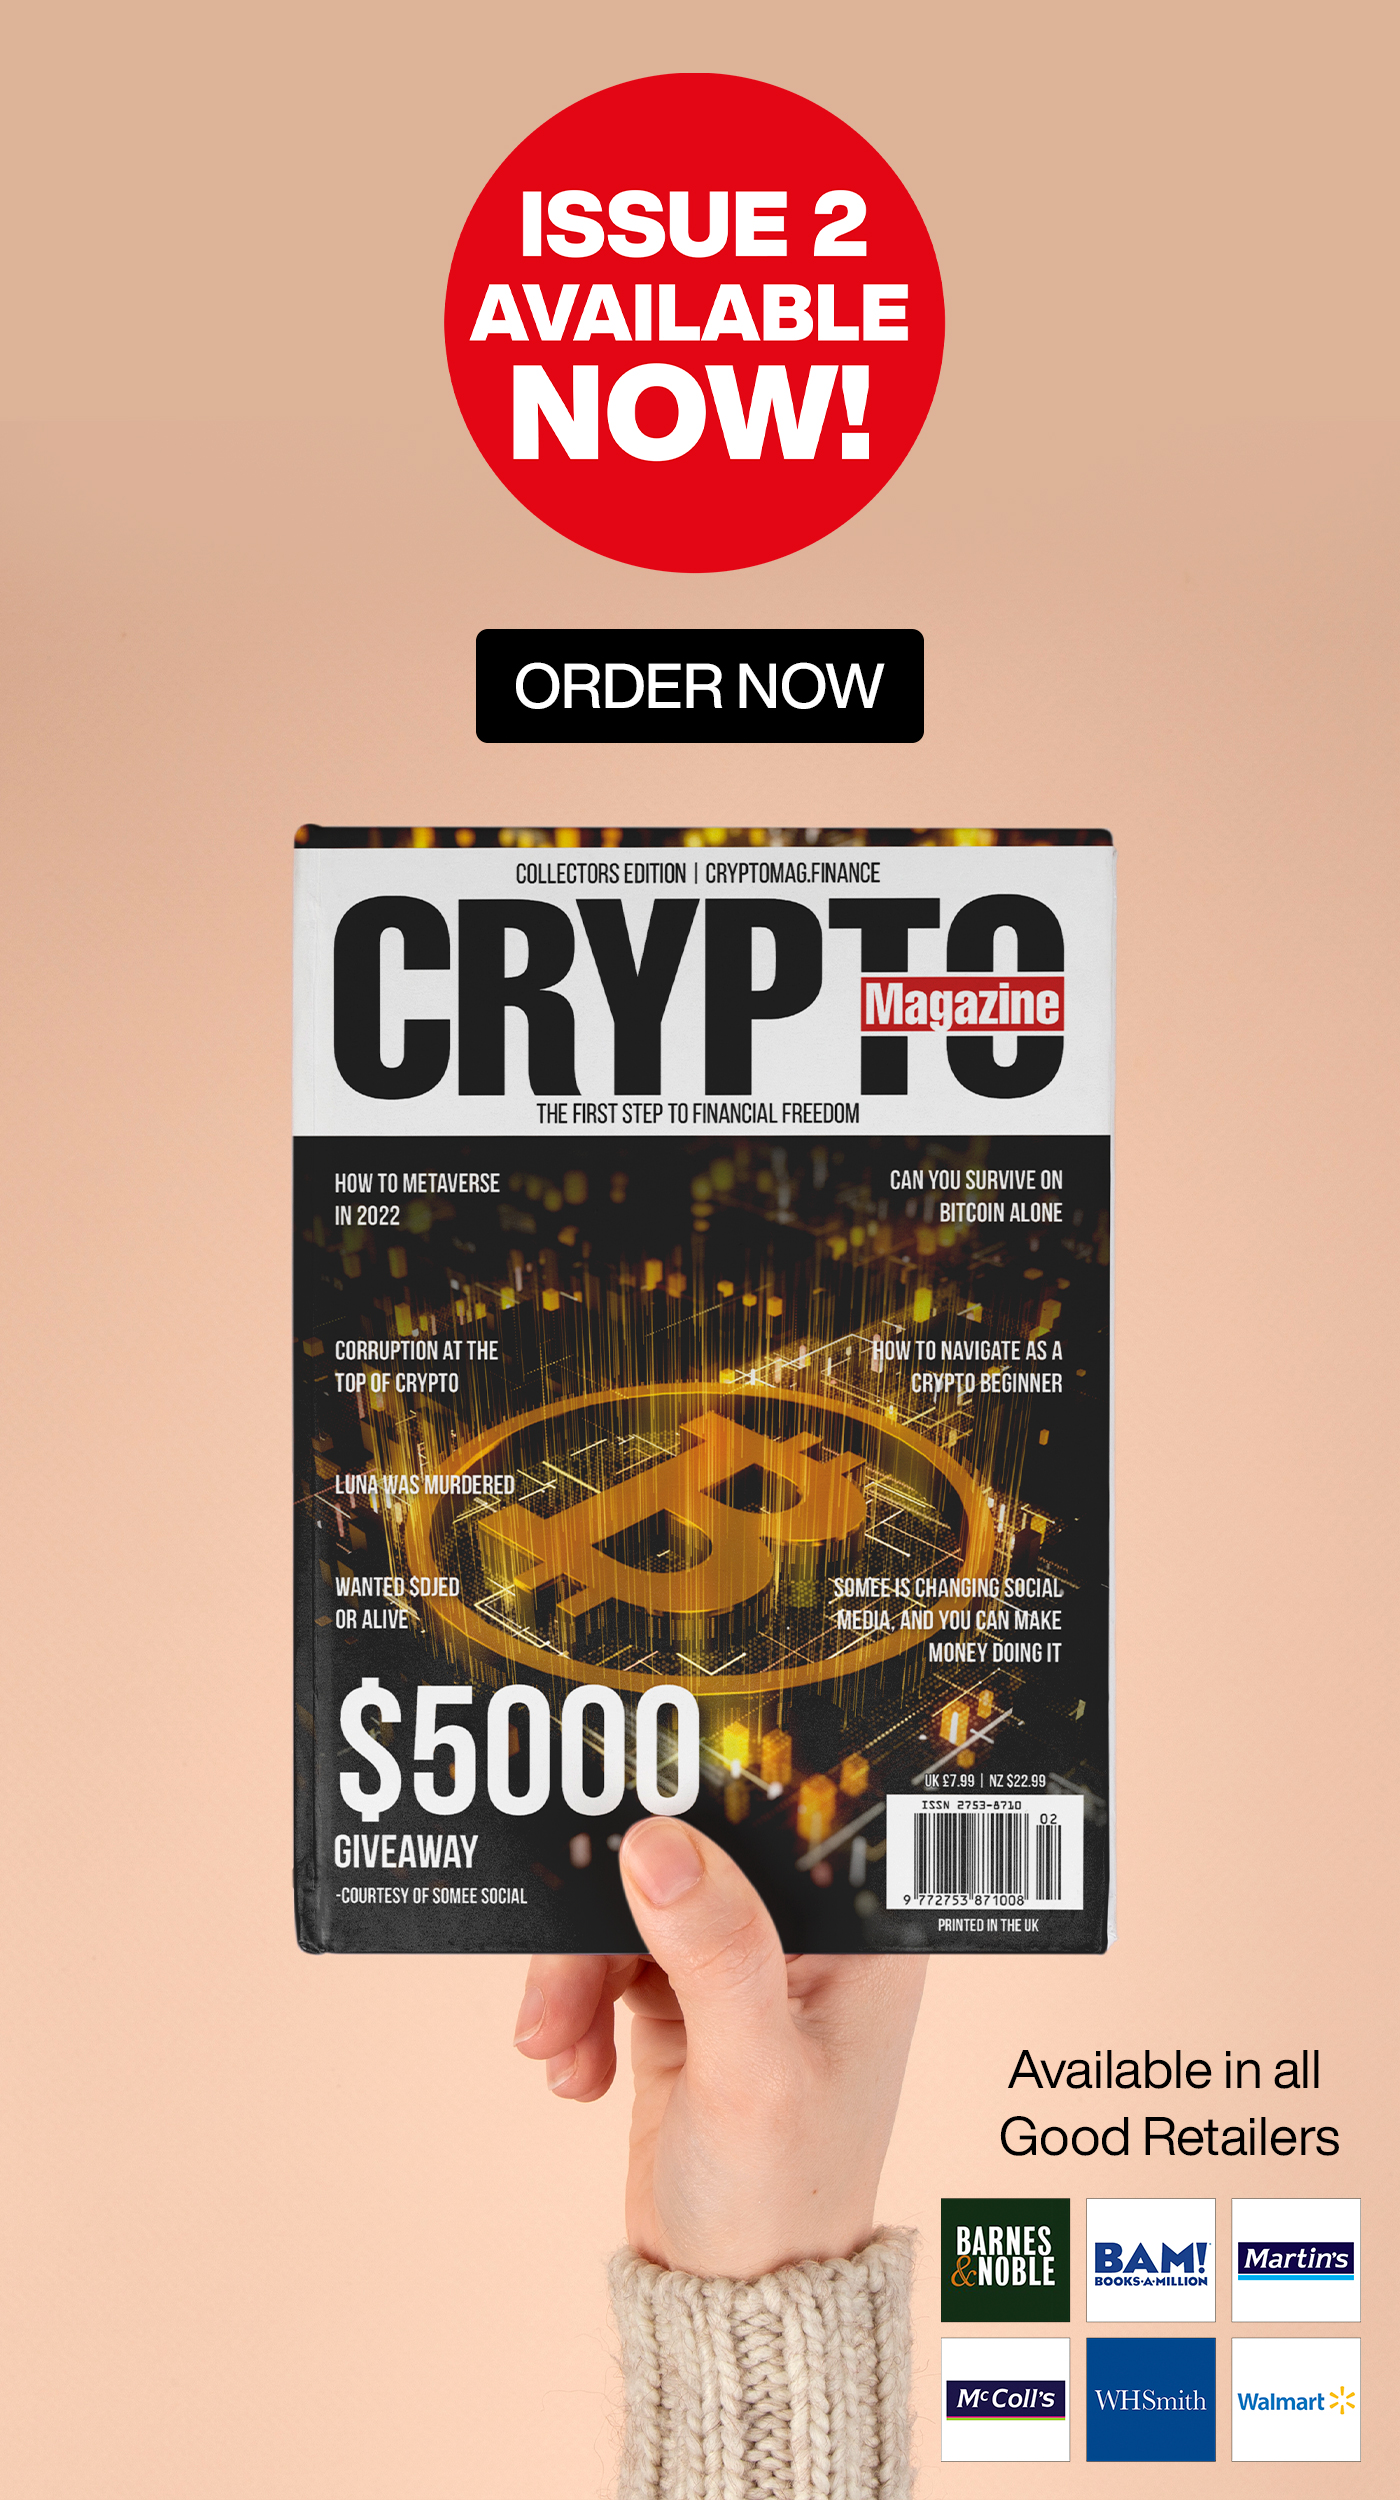 ISSUE 2
AVAILABLE
NOW!
ORDER NOW
COLLECTORS EDITION | CRYPTOMAG.FINANCE
CRYPTO
Magazine
THE FIRST STEP TO FINANCIAL FREEDOM
HOW TO METAVERSE
IN 2022
CAN YOU SURVIVE ON
BITCOIN ALONE
CORRUPTION AT THE
TOP OF CRYPTO
HOW TO NAVIGATE AS A
CRYPTO BEGINNER
LUNA WAS MURDERED
WANTED $DJED
OR ALIVE
SOMEE IS CHANGING SOCIAL
MEDIA, AND YOU CAN MAKE
MONEY DOING IT
$5000
GIVEAWAY
-COURTESY OF SOMEE SOCIAL
UK £7.99 | NZ $22.99
ISSN 2753-8710
02
9 772753 871008
PRINTED IN THE UK
Available in all
Good Retailers
BARNES
&NOBLE
BAM!
BOOKS·A·MILLION
Martin's
McColl's
WHSmith
Walmart